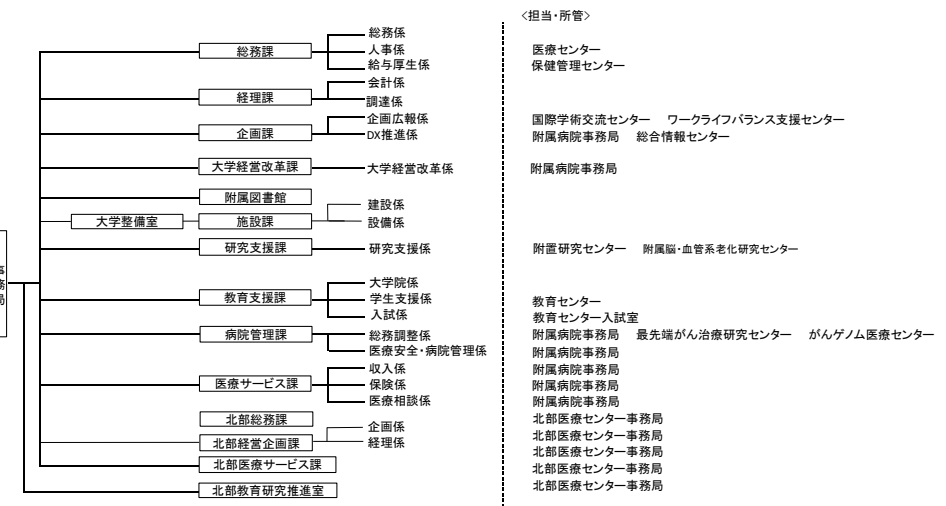 <担当・所管>
総務課
総務係
人事係 医療センター
給与厚生係 保健管理センター
経理課
会計係
調達係
企画課
企画広報係 国際学術交流センター ワークライフバランス支援センター
DX推進係 附属病院事務局 総合情報センター
大学経営改革課 大学経営改革係 附属病院事務局
附属図書館
大学整備室 施設課
建設係
設備係
事務局
研究支援課 研究支援係 附置研究センター 附属脳・血管系老化研究センター
教育支援課
大学院係
学生支援係 教育センター
入試係 教育センター入試室
病院管理課
総務調整係 附属病院事務局 最先端がん治療研究センター がんゲノム医療センター
医療安全・病院管理係 附属病院事務局
医療サービス課
収入係 附属病院事務局
保険係 附属病院事務局
医療相談係 附属病院事務局
北部総務課 北部医療センター事務局
企画係 北部医療センター事務局
北部経営企画課
経理係 北部医療センター事務局
北部医療サービス課 北部医療センター事務局
北部教育研究推進室 北部医療センター事務局